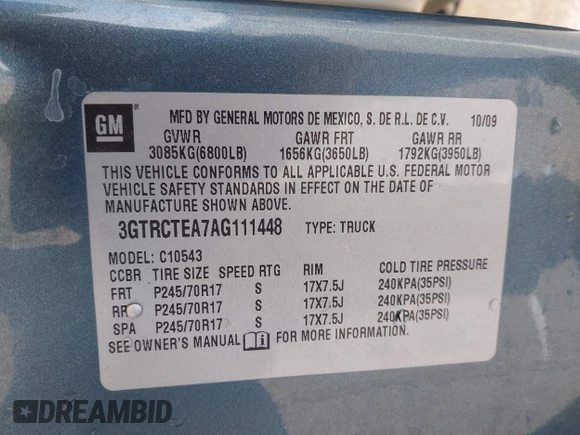 GM ®
MFD BY GENERAL MOTORS DE MEXICO, S. DE R.L. DE C.V. 10/09
GVWR GAWR FRT GAWR RR
3085KG(6800LB) 1656KG(3650LB) 1792KG(3950LB)
THIS VEHICLE CONFORMS TO ALL APPLICABLE U.S. FEDERAL MOTOR
VEHICLE SAFETY STANDARDS IN EFFECT ON THE DATE OF
MANUFACTURE SHOWN ABOVE.
3GTRCTEA7AG111448 TYPE: TRUCK
MODEL: C10543
CCBR TIRE SIZE SPEED RTG RIM COLD TIRE PRESSURE
FRT P245/70R17 S 17X7.5J 240KPA(35PSI)
RR P245/70R17 S 17X7.5J 240KPA(35PSI)
SPA P245/70R17 S 17X7.5J 240KPA(35PSI)
SEE OWNER'S MANUAL FOR MORE INFORMATION.
DREAMBID